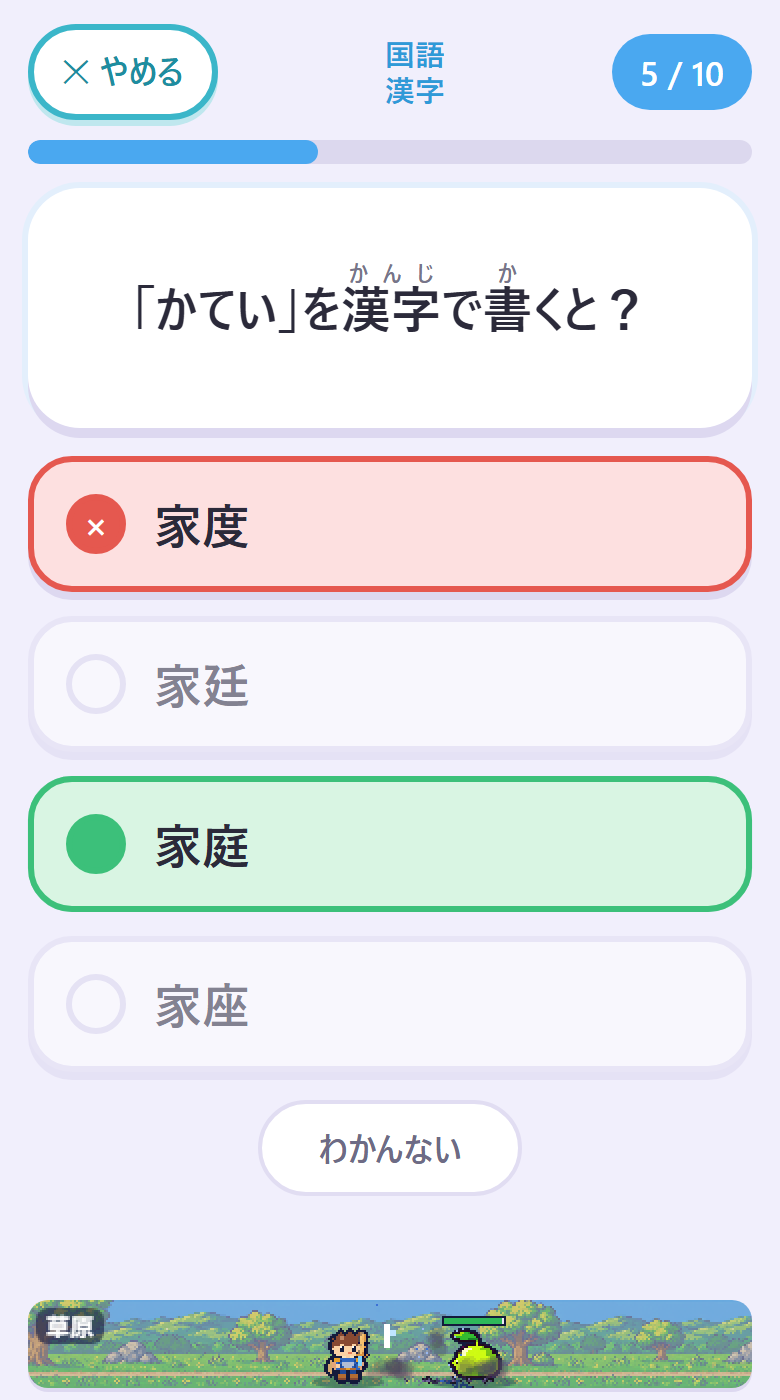 × やめる
国語
漢字
5 / 10
かんじ か
「かてい」を漢字で書くと？
× 家度
家廷
家庭
家座
わかんない
草原